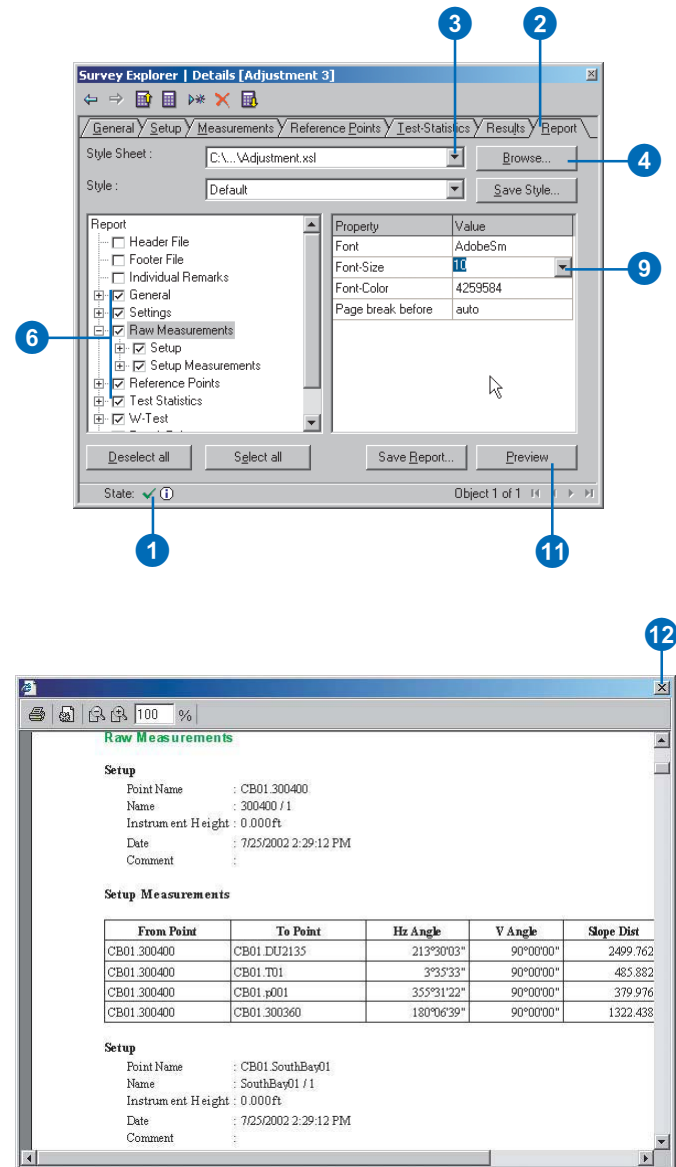 3 2
Survey Explorer | Details [Adjustment 3]
General Setup Measurements Reference Points Test-Statistics Results Report
Style Sheet : C:\...\Adjustment.xsl Browse... 4
Style : Default Save Style...
Report Property Value
Header File Font AdobeSm
Footer File Font-Size 10 9
Individual Remarks Font-Color 4259584
General Page break before auto
Settings
6 Raw Measurements
Setup
Setup Measurements
Reference Points
Test Statistics
W-Test
Deselect all Select all Save Report... Preview
State: Object 1 of 1
1 11
12
100 %
Raw Measurements
Setup
Point Name : CB01.300400
Name : 300400 / 1
Instrument Height : 0.000ft
Date : 7/25/2002 2:29:12 PM
Comment :
Setup Measurements
From Point To Point Hz Angle V Angle Slope Dist
CB01.300400 CB01.DU2135 213°30'03" 90°00'00" 2499.762
CB01.300400 CB01.T01 3°35'33" 90°00'00" 485.882
CB01.300400 CB01.p001 355°31'22" 90°00'00" 379.976
CB01.300400 CB01.300360 180°06'39" 90°00'00" 1322.438
Setup
Point Name : CB01.SouthBay01
Name : SouthBay01 / 1
Instrument Height : 0.000ft
Date : 7/25/2002 2:29:12 PM
Comment :